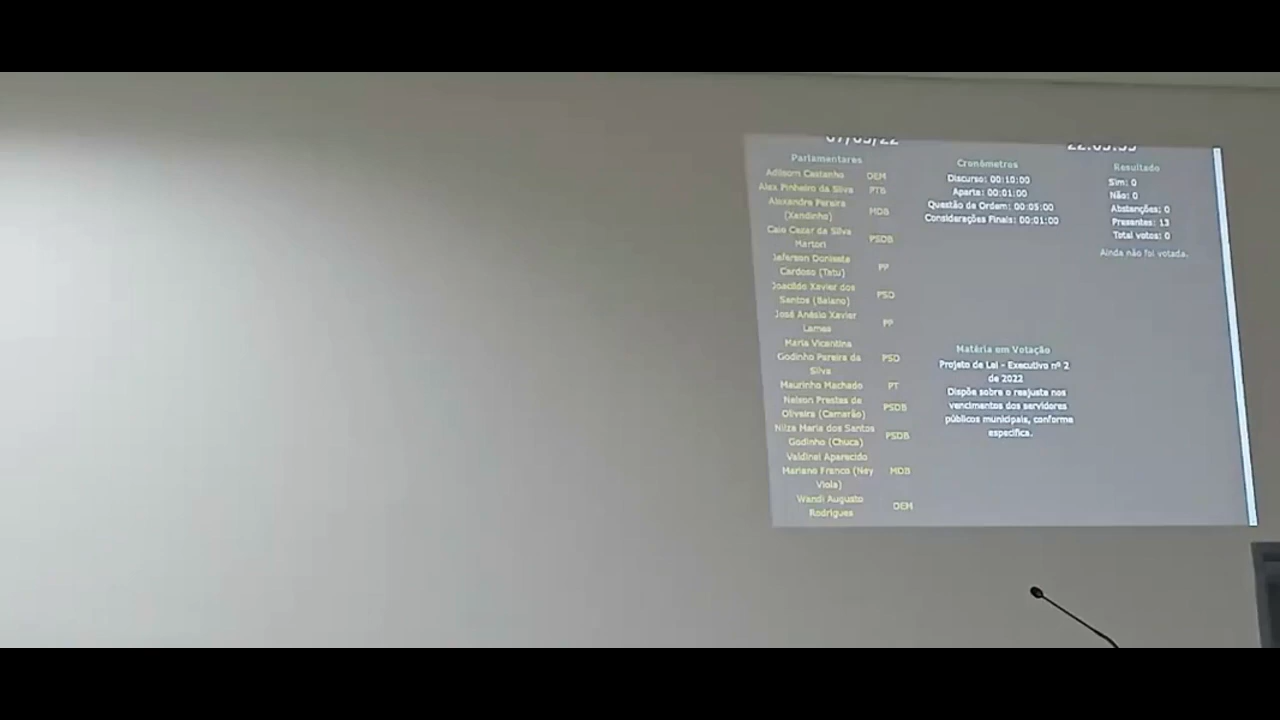 07/03/22
Parlamentares
Adilsom Castanho DEM
Alex Pinheiro da Silva PTB
Alexandre Pereira
(Xandinho) MDB
Caio Cezar da Silva
Martori PSDB
Jeferson Donisete
Cardoso (Tatu) PP
Joacildo Xavier dos
Santos (Baiano) PSD
José Anésio Xavier
Lemes PP
Maria Vicentina
Godinho Pereira da
Silva PSD
Maurinho Machado PT
Nelson Prestes de
Oliveira (Camarão) PSDB
Nilza Maria dos Santos
Godinho (Chuca) PSDB
Valdinei Aparecido
Mariano Franco (Ney
Viola) MDB
Wandi Augusto
Rodrigues DEM
Cronômetros
Discurso: 00:10:00
Aparte: 00:01:00
Questão de Ordem: 00:05:00
Considerações Finais: 00:01:00
Matéria em Votação
Projeto de Lei - Executivo nº 2
de 2022
Dispõe sobre o reajuste nos
vencimentos dos servidores
públicos municipais, conforme
especifica.
Resultado
Sim: 0
Não: 0
Abstenções: 0
Presentes: 13
Total votos: 0
Ainda não foi votada.